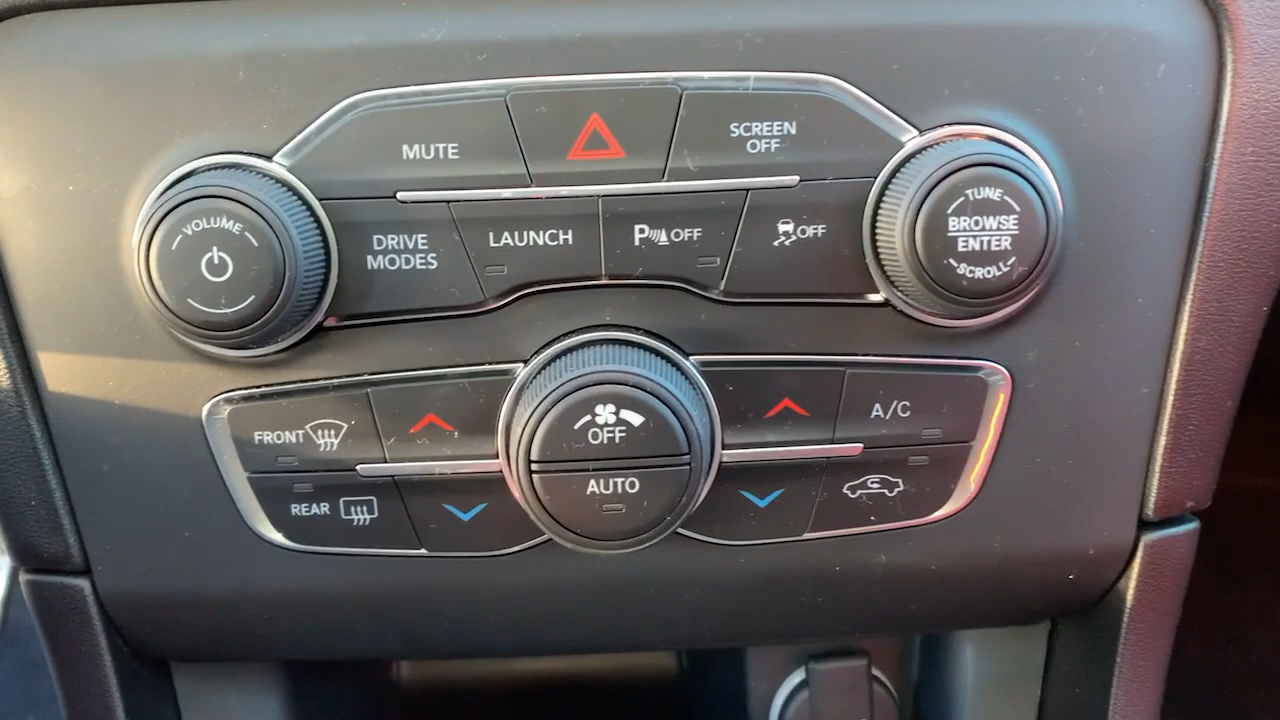 MUTE
SCREEN
OFF
VOLUME
DRIVE
MODES
LAUNCH
P OFF
OFF
TUNE
BROWSE
ENTER
SCROLL
FRONT
OFF
A/C
REAR
AUTO